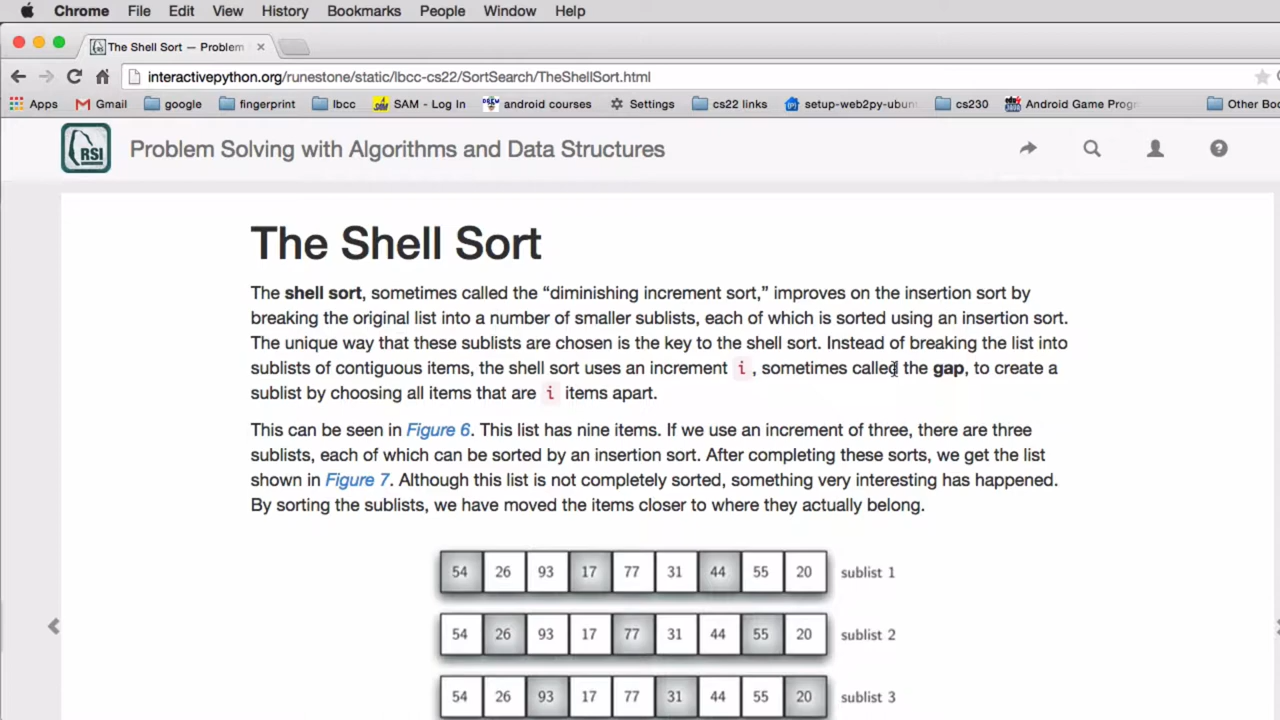 Chrome File Edit View History Bookmarks People Window Help
The Shell Sort — Problem
interactivepython.org/runestone/static/lbcc-cs22/SortSearch/TheShellSort.html
Apps Gmail google fingerprint lbcc SAM - Log In android courses Settings cs22 links setup-web2py-ubun cs230 Android Game Progr Other Boo
RSI Problem Solving with Algorithms and Data Structures
The Shell Sort
The shell sort, sometimes called the “diminishing increment sort,” improves on the insertion sort by
breaking the original list into a number of smaller sublists, each of which is sorted using an insertion sort.
The unique way that these sublists are chosen is the key to the shell sort. Instead of breaking the list into
sublists of contiguous items, the shell sort uses an increment i, sometimes called the gap, to create a
sublist by choosing all items that are i items apart.
This can be seen in Figure 6. This list has nine items. If we use an increment of three, there are three
sublists, each of which can be sorted by an insertion sort. After completing these sorts, we get the list
shown in Figure 7. Although this list is not completely sorted, something very interesting has happened.
By sorting the sublists, we have moved the items closer to where they actually belong.
54 26 93 17 77 31 44 55 20 sublist 1
54 26 93 17 77 31 44 55 20 sublist 2
54 26 93 17 77 31 44 55 20 sublist 3